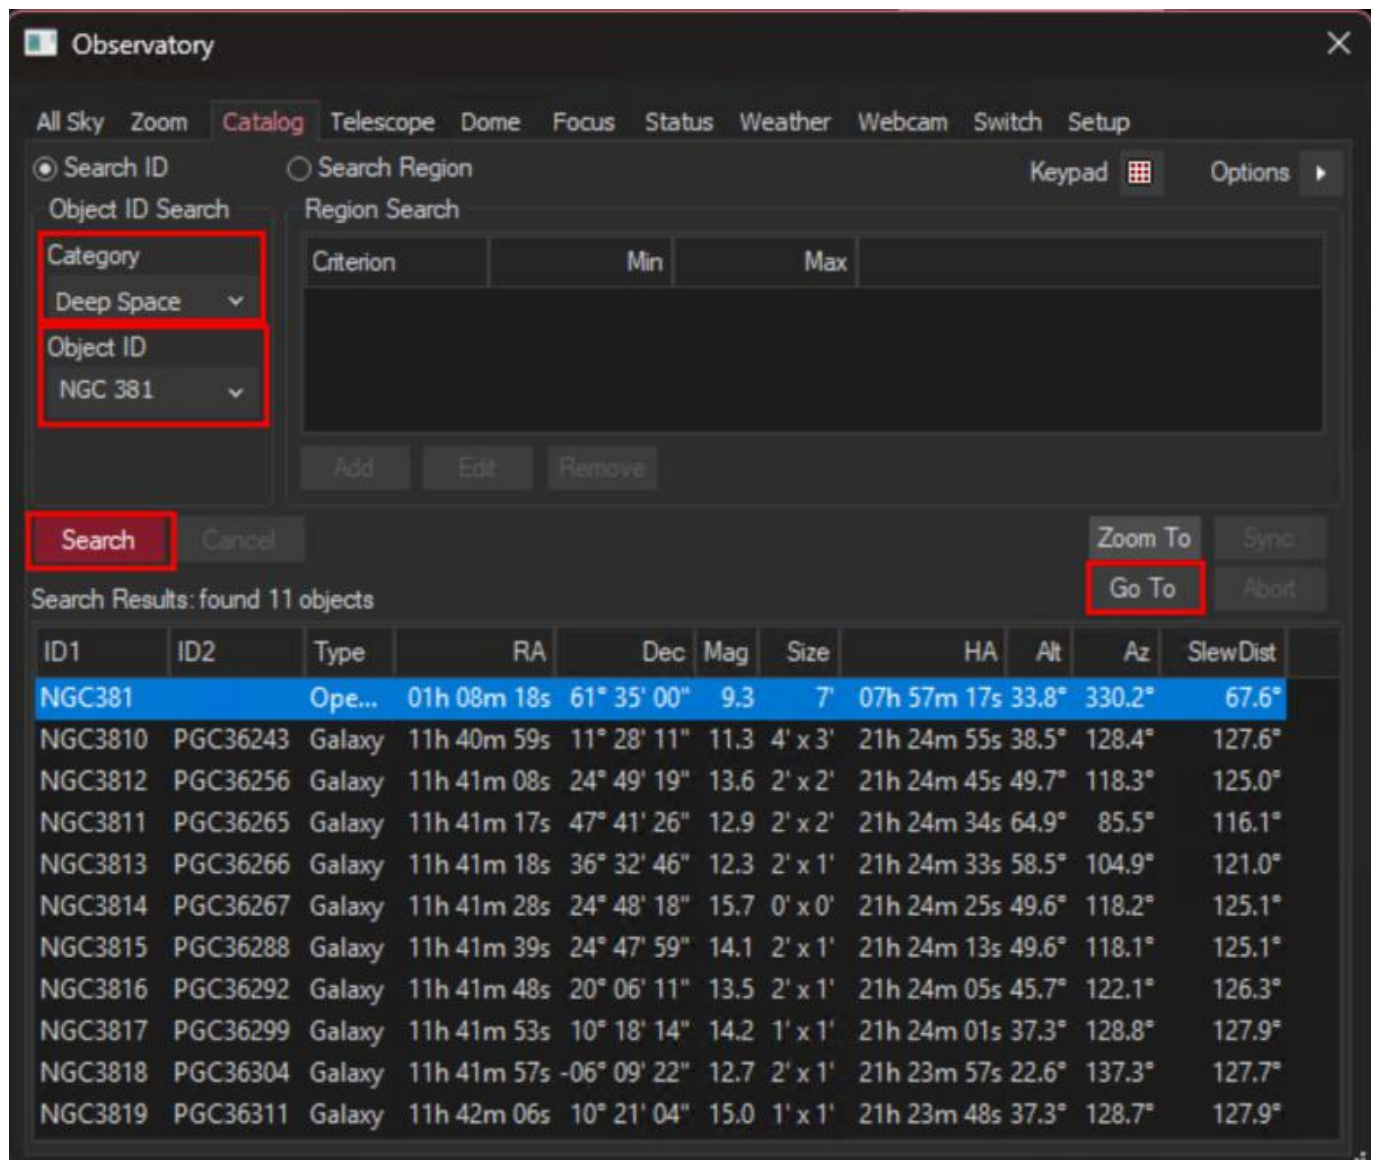 Observatory
All Sky Zoom Catalog Telescope Dome Focus Status Weather Webcam Switch Setup
Search ID Search Region Keypad Options
Object ID Search Region Search
Category Criterion Min Max
Deep Space
Object ID
NGC 381
Add Edit Remove
Search Cancel Zoom To Sync
Go To Abort
Search Results: found 11 objects
ID1 ID2 Type RA Dec Mag Size HA Alt Az SlewDist
NGC381 Ope... 01h 08m 18s 61° 35' 00" 9.3 7' 07h 57m 17s 33.8° 330.2° 67.6°
NGC3810 PGC36243 Galaxy 11h 40m 59s 11° 28' 11" 11.3 4' x 3' 21h 24m 55s 38.5° 128.4° 127.6°
NGC3812 PGC36256 Galaxy 11h 41m 08s 24° 49' 19" 13.6 2' x 2' 21h 24m 45s 49.7° 118.3° 125.0°
NGC3811 PGC36265 Galaxy 11h 41m 17s 47° 41' 26" 12.9 2' x 2' 21h 24m 34s 64.9° 85.5° 116.1°
NGC3813 PGC36266 Galaxy 11h 41m 18s 36° 32' 46" 12.3 2' x 1' 21h 24m 33s 58.5° 104.9° 121.0°
NGC3814 PGC36267 Galaxy 11h 41m 28s 24° 48' 18" 15.7 0' x 0' 21h 24m 25s 49.6° 118.2° 125.1°
NGC3815 PGC36288 Galaxy 11h 41m 39s 24° 47' 59" 14.1 2' x 1' 21h 24m 13s 49.6° 118.1° 125.1°
NGC3816 PGC36292 Galaxy 11h 41m 48s 20° 06' 11" 13.5 2' x 1' 21h 24m 05s 45.7° 122.1° 126.3°
NGC3817 PGC36299 Galaxy 11h 41m 53s 10° 18' 14" 14.2 1' x 1' 21h 24m 01s 37.3° 128.8° 127.9°
NGC3818 PGC36304 Galaxy 11h 41m 57s -06° 09' 22" 12.7 2' x 1' 21h 23m 57s 22.6° 137.3° 127.7°
NGC3819 PGC36311 Galaxy 11h 42m 06s 10° 21' 04" 15.0 1' x 1' 21h 23m 48s 37.3° 128.7° 127.9°